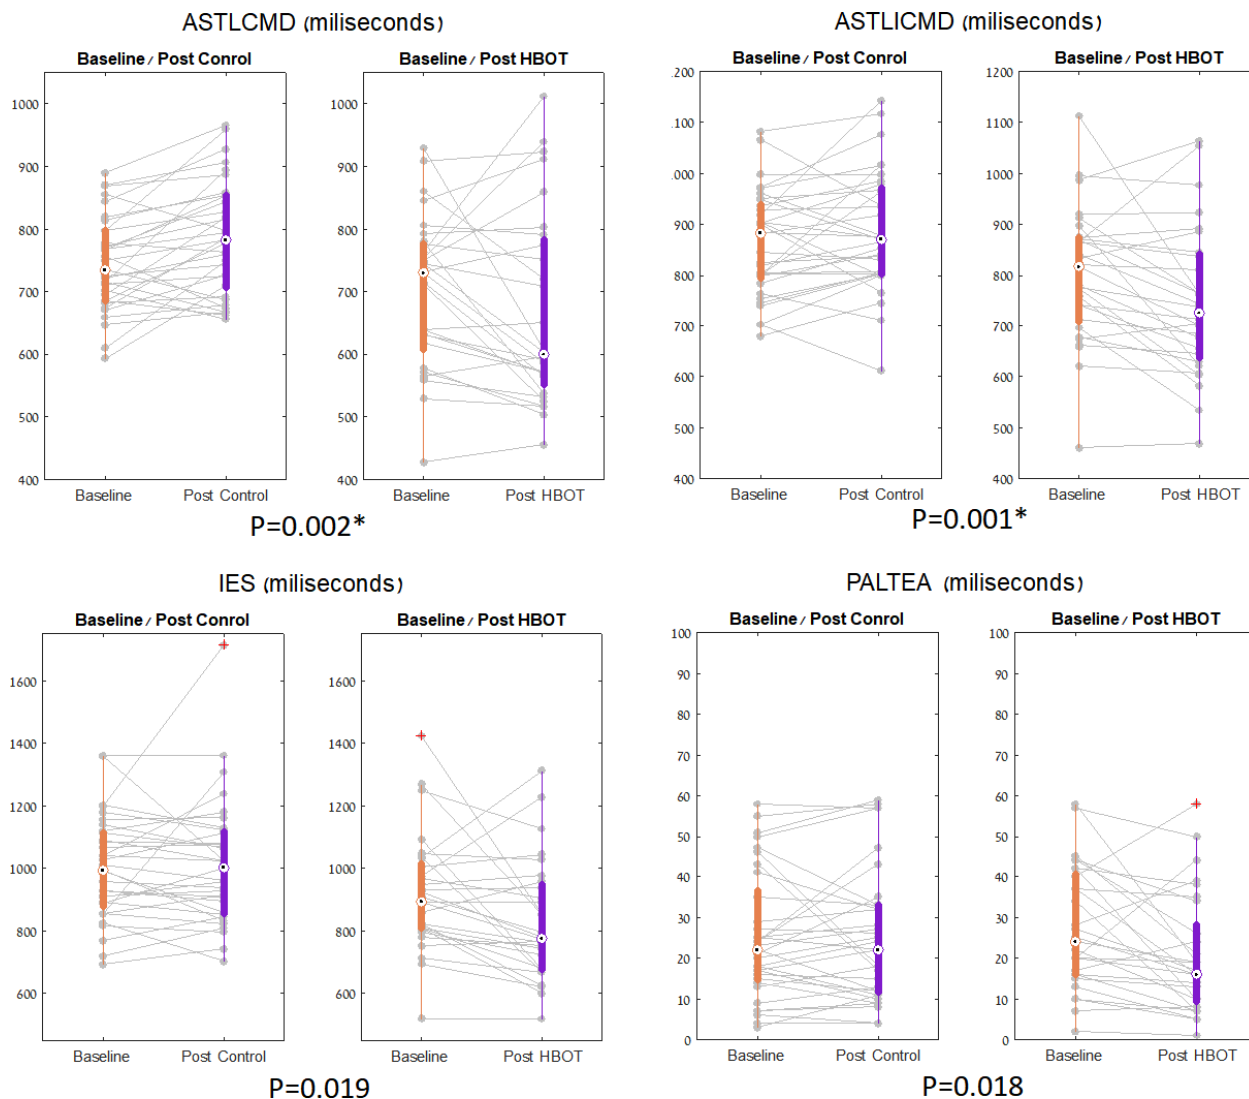 ASTLCMD (miliseconds)
Baseline / Post Conrol
Baseline / Post HBOT
1000
900
800
700
600
500
400
Baseline
Post Control
1000
900
800
700
600
500
400
Baseline
Post HBOT
P=0.002*
ASTLICMD (miliseconds)
Baseline / Post Conrol
Baseline / Post HBOT
.200
.100
.000
900
800
700
600
500
400
Baseline
Post Control
1200
1100
1000
900
800
700
600
500
400
Baseline
Post HBOT
P=0.001*
IES (miliseconds)
Baseline / Post Conrol
Baseline / Post HBOT
1600
1400
1200
1000
800
600
Baseline
Post Control
1600
1400
1200
1000
800
600
Baseline
Post HBOT
P=0.019
PALTEA (miliseconds)
Baseline / Post Conrol
Baseline / Post HBOT
100
90
80
70
60
50
40
30
20
10
0
Baseline
Post Control
100
90
80
70
60
50
40
30
20
10
0
Baseline
Post HBOT
P=0.018